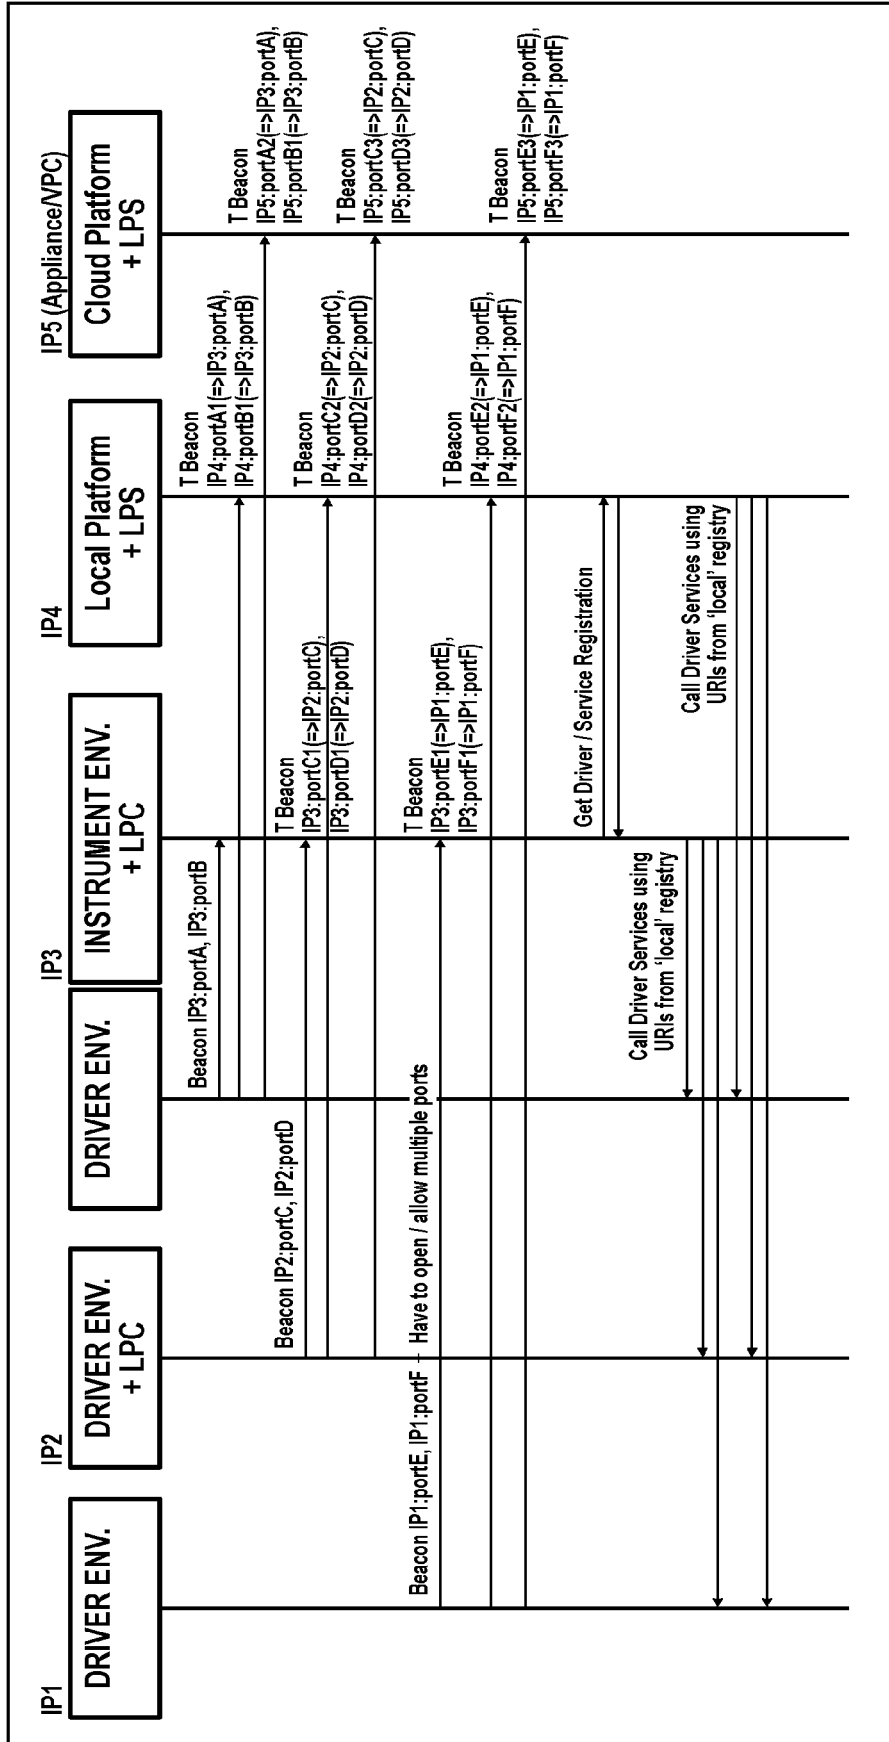 IP1
DRIVER ENV.
IP2
DRIVER ENV.
+ LPC
DRIVER ENV.
IP3
INSTRUMENT ENV.
+ LPC
IP4
Local Platform
+ LPS
IP5 (Appliance/VPC)
Cloud Platform
+ LPS
Beacon IP3:portA, IP3:portB
T Beacon
IP4:portA1(=>IP3:portA),
IP4:portB1(=>IP3:portB)
T Beacon
IP5:portA2(=>IP3:portA),
IP5:portB1(=>IP3:portB)
Beacon IP2:portC, IP2:portD
T Beacon
IP3:portC1(=>IP2:portC),
IP3:portD1(=>IP2:portD)
T Beacon
IP4:portC2(=>IP2:portC),
IP4:portD2(=>IP2:portD)
T Beacon
IP5:portC3(=>IP2:portC),
IP5:portD3(=>IP2:portD)
Beacon IP1:portE, IP1:portF – Have to open / allow multiple ports
T Beacon
IP3:portE1(=>IP1:portE),
IP3:portF1(=>IP1:portF)
T Beacon
IP4:portE2(=>IP1:portE),
IP4:portF2(=>IP1:portF)
T Beacon
IP5:portE3(=>IP1:portE),
IP5:portF3(=>IP1:portF)
Get Driver / Service Registration
Call Driver Services using
URIs from ‘local’ registry
Call Driver Services using
URIs from ‘local’ registry